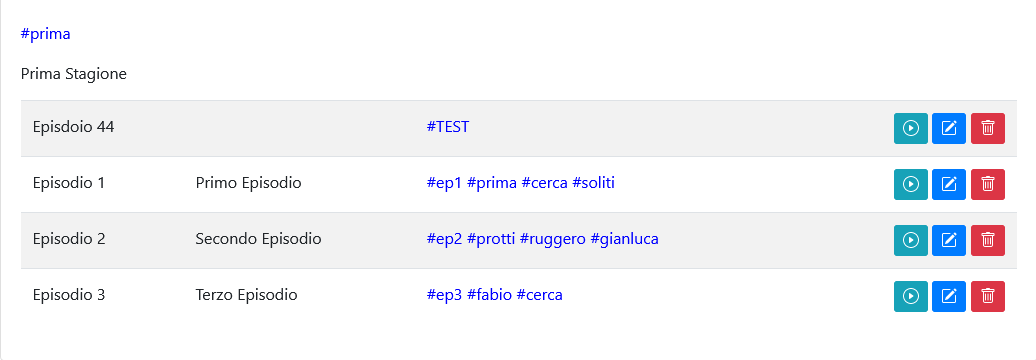 #prima
Prima Stagione
Episdoio 44 #TEST
Episodio 1 Primo Episodio #ep1 #prima #cerca #soliti
Episodio 2 Secondo Episodio #ep2 #protti #ruggero #gianluca
Episodio 3 Terzo Episodio #ep3 #fabio #cerca